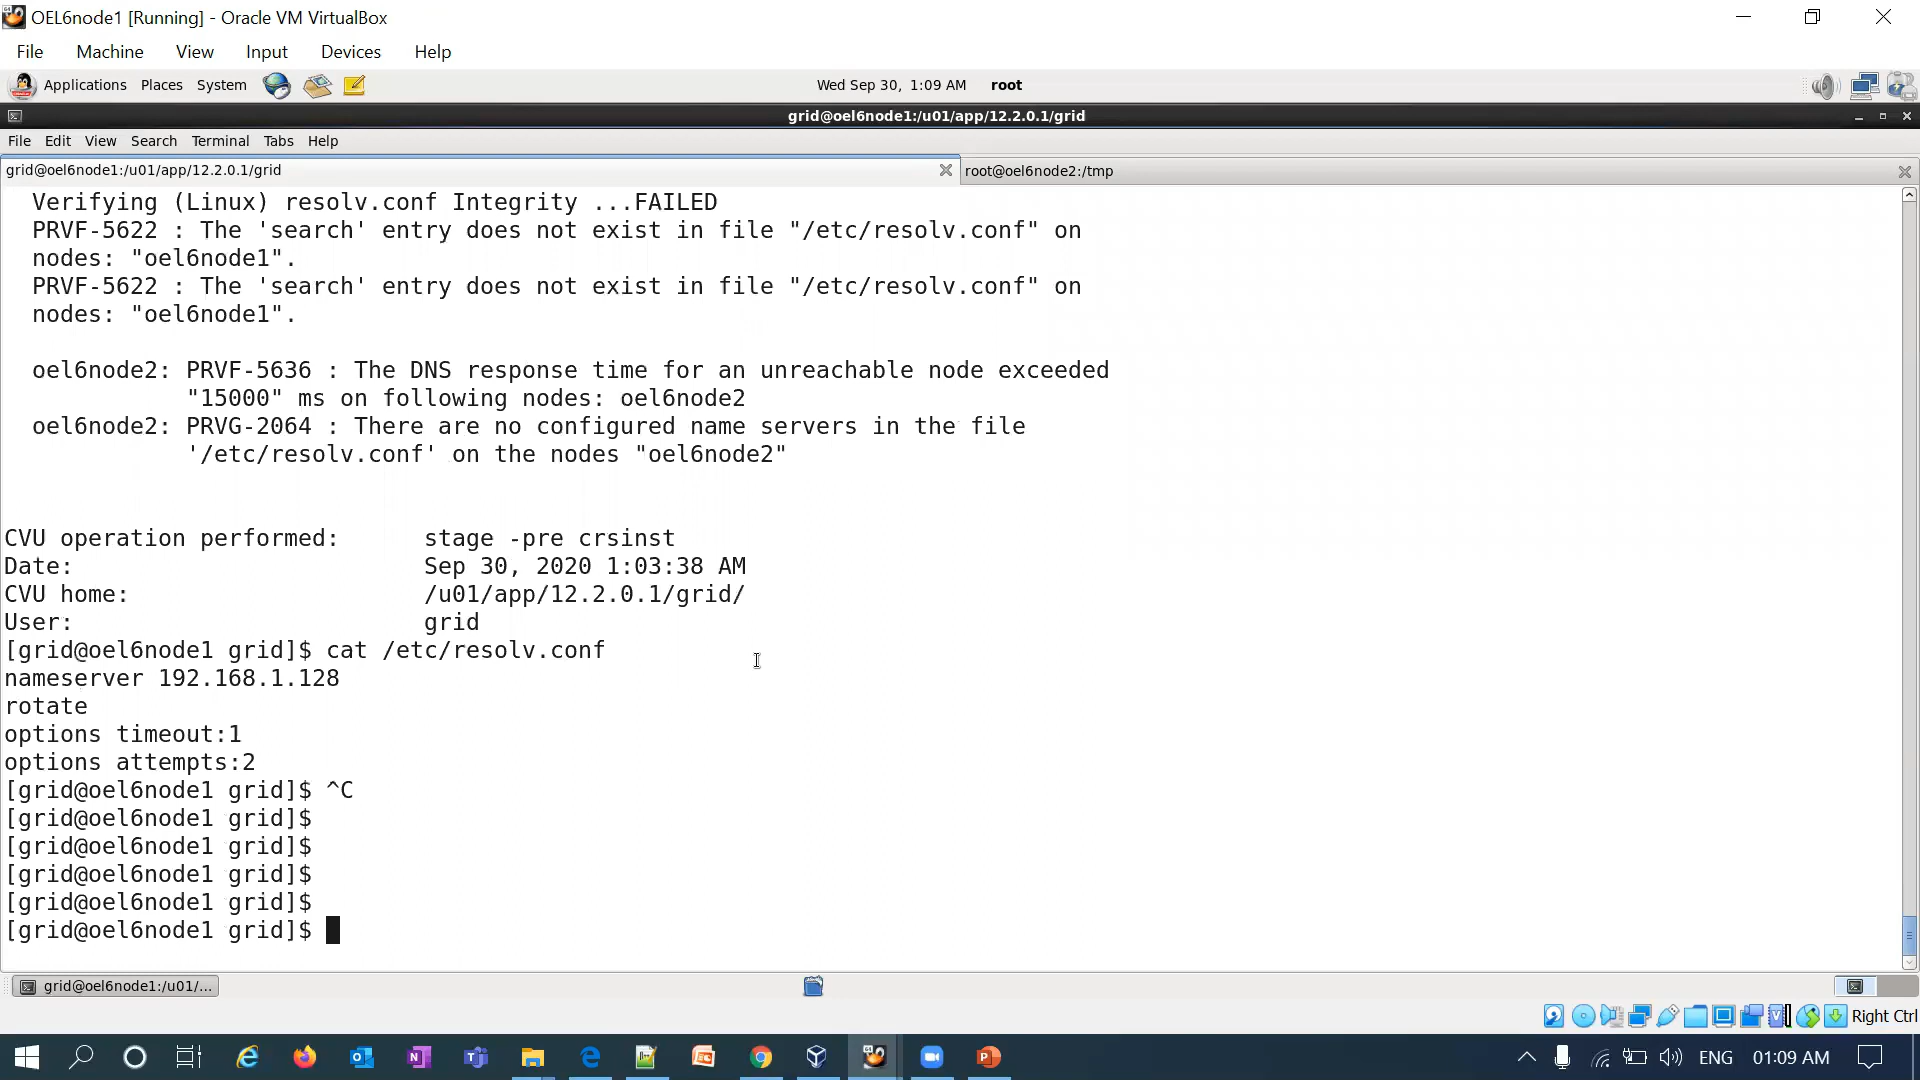 OEL6node1 [Running] - Oracle VM VirtualBox
File Machine View Input Devices Help
Applications Places System Wed Sep 30, 1:09 AM root
grid@oel6node1:/u01/app/12.2.0.1/grid
File Edit View Search Terminal Tabs Help
grid@oel6node1:/u01/app/12.2.0.1/grid root@oel6node2:/tmp
Verifying (Linux) resolv.conf Integrity ...FAILED
PRVF-5622 : The 'search' entry does not exist in file "/etc/resolv.conf" on
nodes: "oel6node1".
PRVF-5622 : The 'search' entry does not exist in file "/etc/resolv.conf" on
nodes: "oel6node1".
oel6node2: PRVF-5636 : The DNS response time for an unreachable node exceeded
"15000" ms on following nodes: oel6node2
oel6node2: PRVG-2064 : There are no configured name servers in the file
'/etc/resolv.conf' on the nodes "oel6node2"
CVU operation performed: stage -pre crsinst
Date: Sep 30, 2020 1:03:38 AM
CVU home: /u01/app/12.2.0.1/grid/
User: grid
[grid@oel6node1 grid]$ cat /etc/resolv.conf
nameserver 192.168.1.128
rotate
options timeout:1
options attempts:2
[grid@oel6node1 grid]$ ^C
[grid@oel6node1 grid]$
[grid@oel6node1 grid]$
[grid@oel6node1 grid]$
[grid@oel6node1 grid]$
[grid@oel6node1 grid]$
grid@oel6node1:/u01/...
Right Ctrl
ENG 01:09 AM